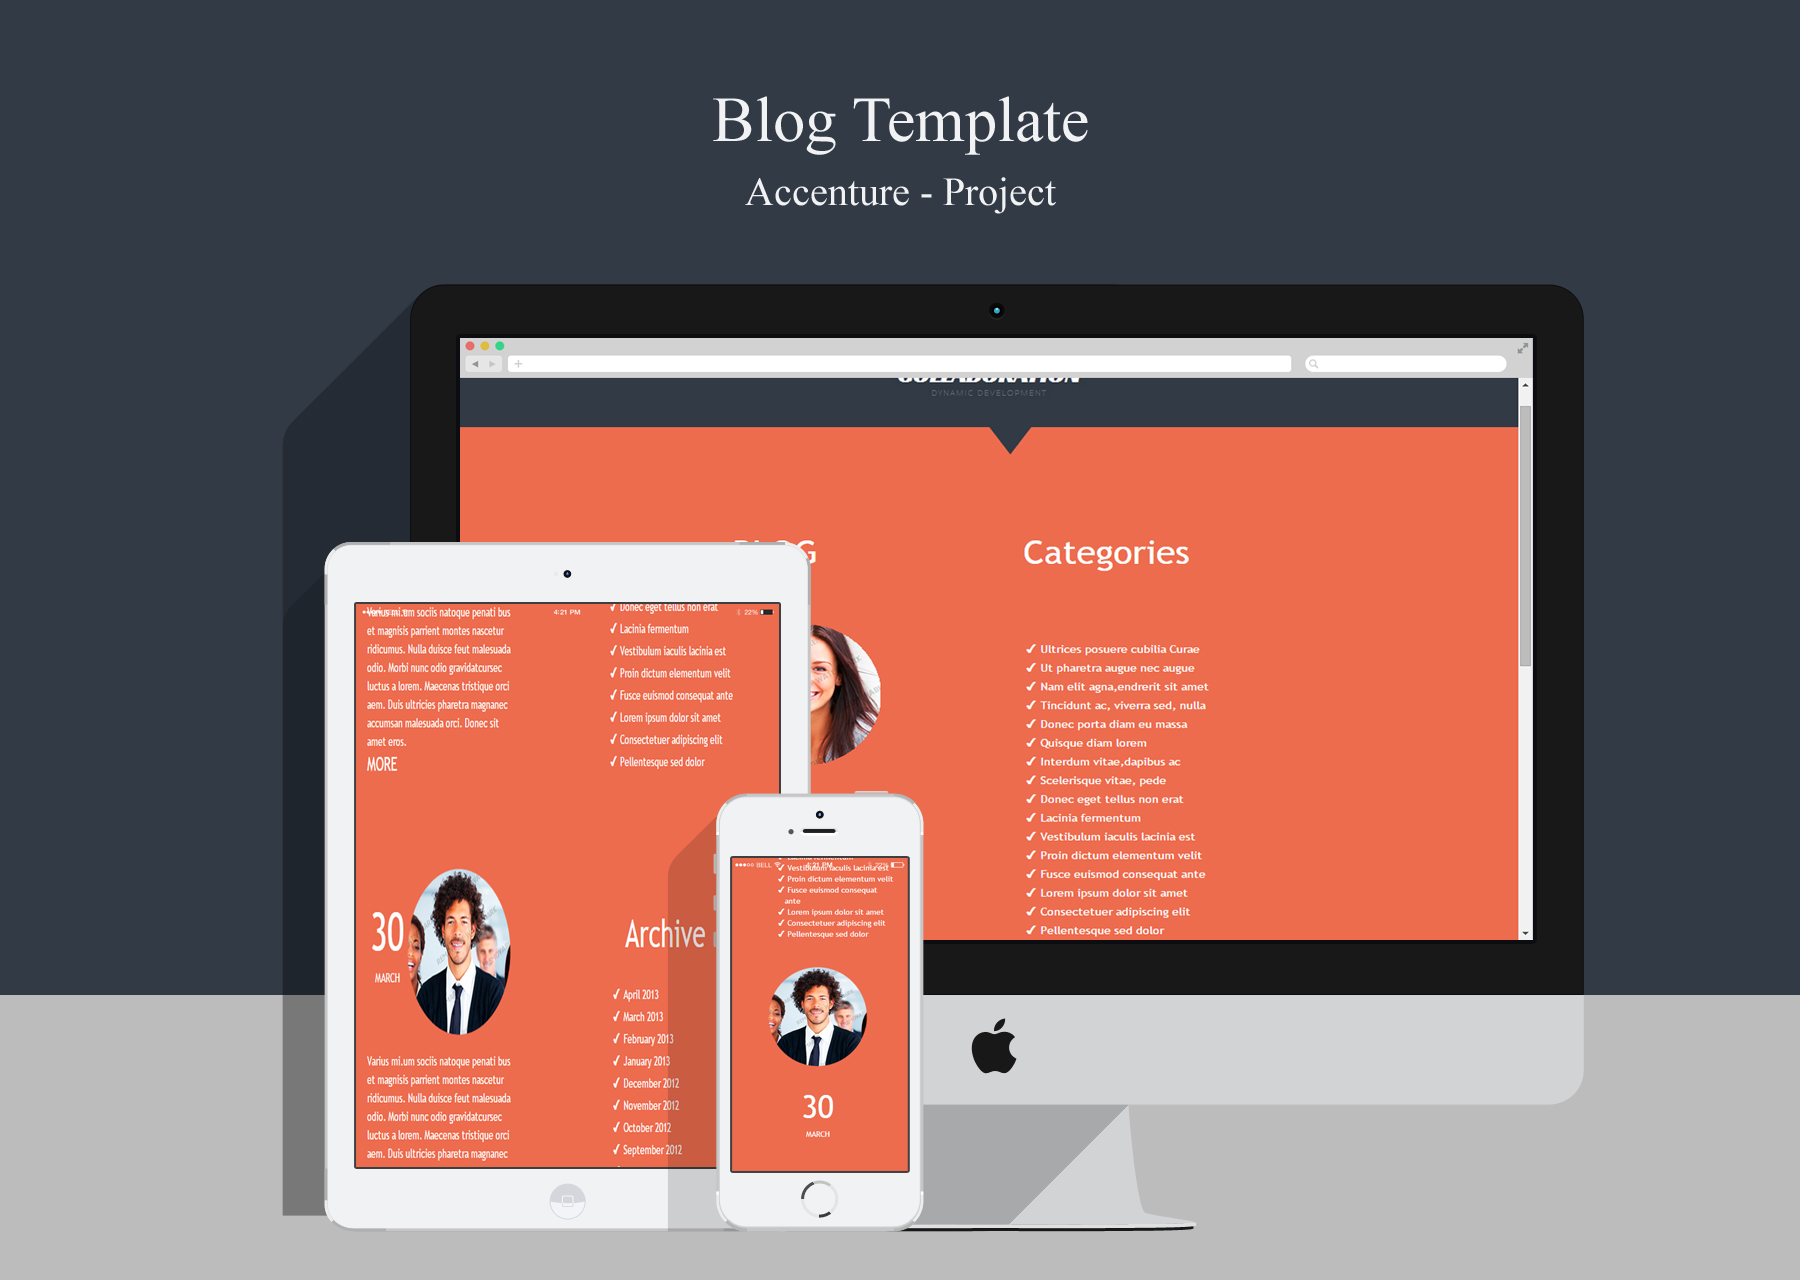 Blog Template
Accenture - Project
COLLABORATION
DYNAMIC DEVELOPMENT
Categories
✔ Ultrices posuere cubilia Curae
✔ Ut pharetra augue nec augue
✔ Nam elit agna,endrerit sit amet
✔ Tincidunt ac, viverra sed, nulla
✔ Donec porta diam eu massa
✔ Quisque diam lorem
✔ Interdum vitae,dapibus ac
✔ Scelerisque vitae, pede
✔ Donec eget tellus non erat
✔ Lacinia fermentum
✔ Vestibulum iaculis lacinia est
✔ Proin dictum elementum velit
✔ Fusce euismod consequat ante
✔ Lorem ipsum dolor sit amet
✔ Consectetuer adipiscing elit
✔ Pellentesque sed dolor
4:21 PM
22%
Varius mi.um sociis natoque penati bus
et magnisis parrient montes nascetur
ridicumus. Nulla duisce feut malesuada
odio. Morbi nunc odio gravidatcursec
luctus a lorem. Maecenas tristique orci
aem. Duis ultricies pharetra magnanec
accumsan malesuada orci. Donec sit
amet eros.
MORE
✔ Donec eget tellus non erat
✔ Lacinia fermentum
✔ Vestibulum iaculis lacinia est
✔ Proin dictum elementum velit
✔ Fusce euismod consequat ante
✔ Lorem ipsum dolor sit amet
✔ Consectetuer adipiscing elit
✔ Pellentesque sed dolor
30
MARCH
Varius mi.um sociis natoque penati bus
et magnisis parrient montes nascetur
ridicumus. Nulla duisce feut malesuada
odio. Morbi nunc odio gravidatcursec
luctus a lorem. Maecenas tristique orci
aem. Duis ultricies pharetra magnanec
Archive
✔ April 2013
✔ March 2013
✔ February 2013
✔ January 2013
✔ December 2012
✔ November 2012
✔ October 2012
✔ September 2012
BELL
4:21 PM
22%
✔ Vestibulum iaculis lacinia est
✔ Proin dictum elementum velit
✔ Fusce euismod consequat
ante
✔ Lorem ipsum dolor sit amet
✔ Consectetuer adipiscing elit
✔ Pellentesque sed dolor
30
MARCH